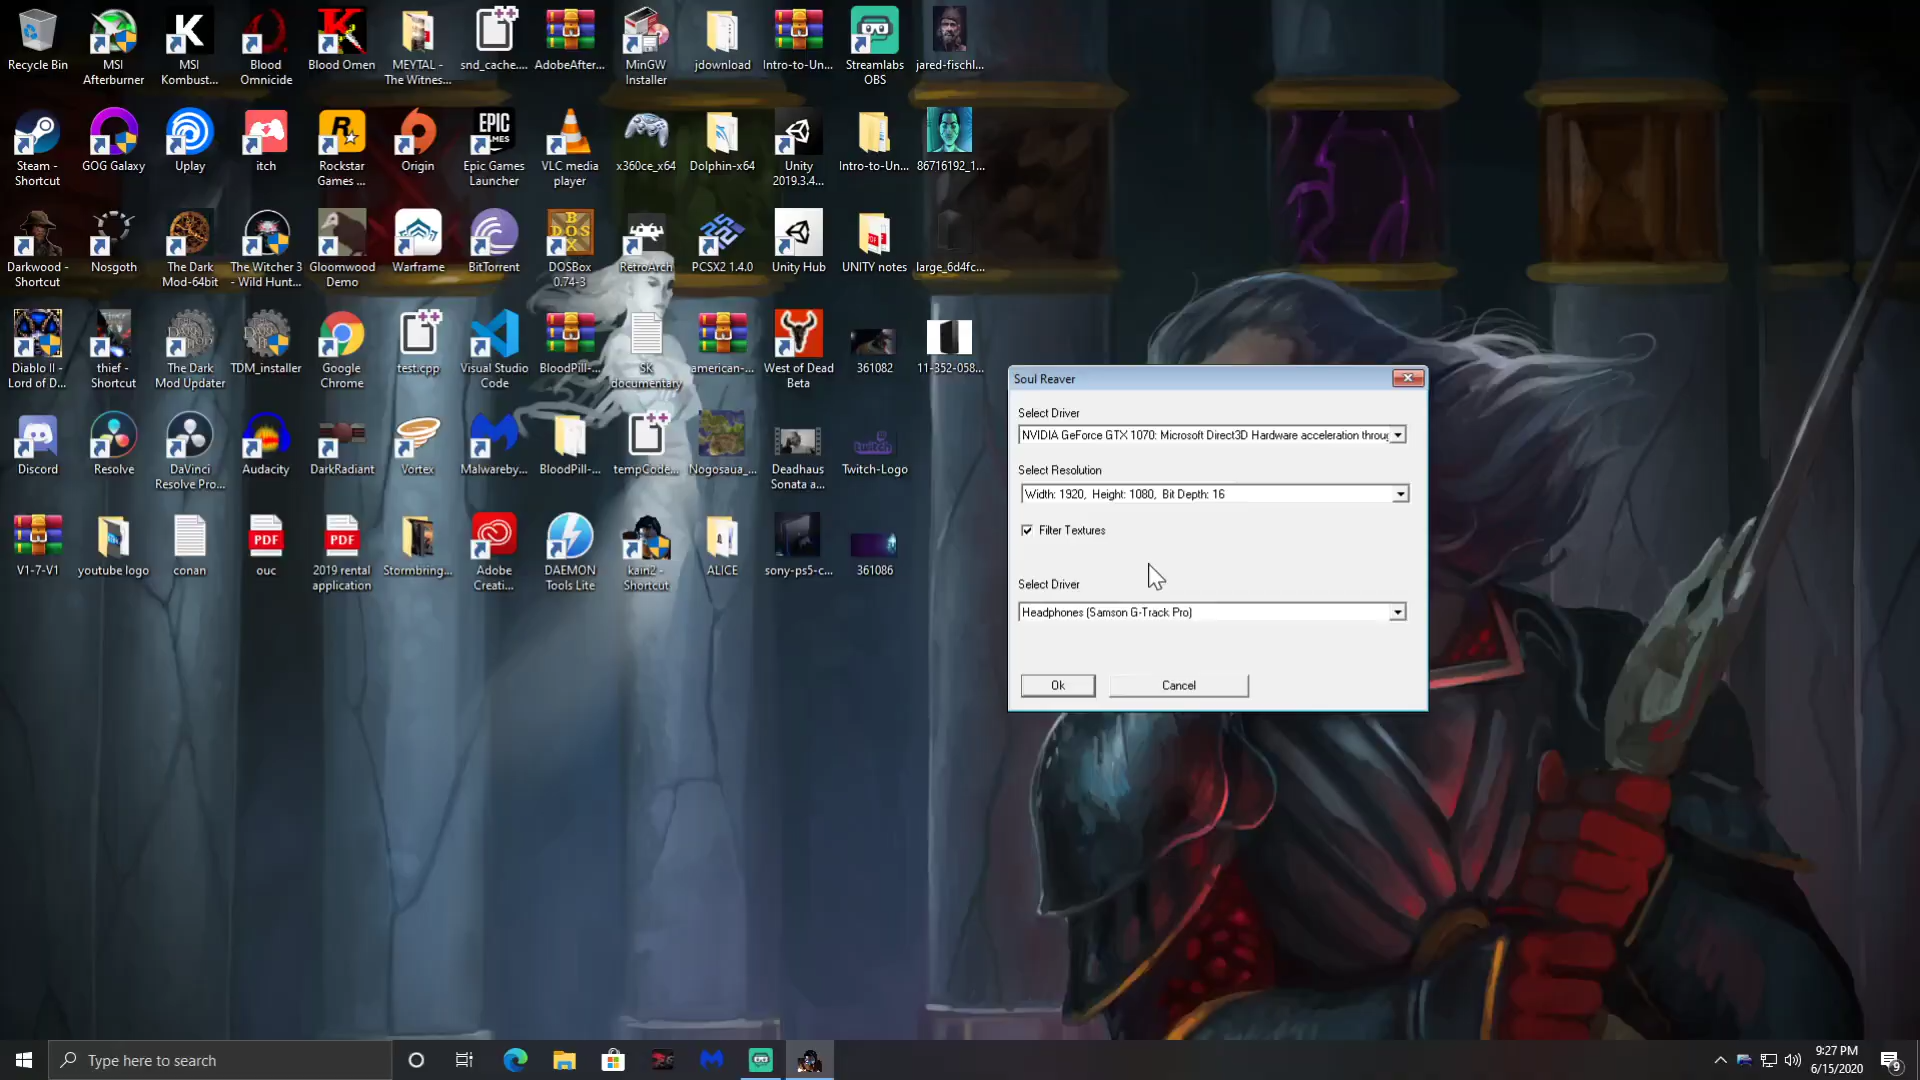 Recycle Bin
MSI
Afterburner
MSI
Kombust...
Blood
Omnicide
Blood Omen
MEYTAL -
The Witnes...
snd_cache....
AdobeAfter...
MinGW
Installer
jdownload
Intro-to-Un...
Streamlabs
OBS
jared-fischl...
Steam -
Shortcut
GOG Galaxy
Uplay
itch
Rockstar
Games ...
Origin
Epic Games
Launcher
VLC media
player
x360ce_x64
Dolphin-x64
Unity
2019.3.4...
Intro-to-Un...
86716192_1...
Darkwood -
Shortcut
Nosgoth
The Dark
Mod-64bit
The Witcher 3
- Wild Hunt...
Gloomwood
Demo
Warframe
BitTorrent
DOSBox
0.74-3
RetroArch
PCSX2 1.4.0
Unity Hub
UNITY notes
large_6d4fc...
Diablo II -
Lord of D...
thief -
Shortcut
The Dark
Mod Updater
TDM_installer
Google
Chrome
test.cpp
Visual Studio
Code
BloodPill-...
SK
documentary
american-...
West of Dead
Beta
361082
11-352-058...
Discord
Resolve
DaVinci
Resolve Pro...
Audacity
DarkRadiant
Vortex
Malwareby...
BloodPill-...
tempCode...
Nogosaua_...
Deadhaus
Sonata a...
Twitch-Logo
V1-7-V1
youtube logo
conan
PDF
ouc
PDF
2019 rental
application
Stormbring...
Adobe
Creati...
DAEMON
Tools Lite
kain2 -
Shortcut
ALICE
sony-ps5-c...
361086
EPIC
GAMES
Soul Reaver
Select Driver
NVIDIA GeForce GTX 1070: Microsoft Direct3D Hardware acceleration throug
Select Resolution
Width: 1920, Height: 1080, Bit Depth: 16
Filter Textures
Select Driver
Headphones (Samson G-Track Pro)
Ok
Cancel
Type here to search
9:27 PM
6/15/2020
9